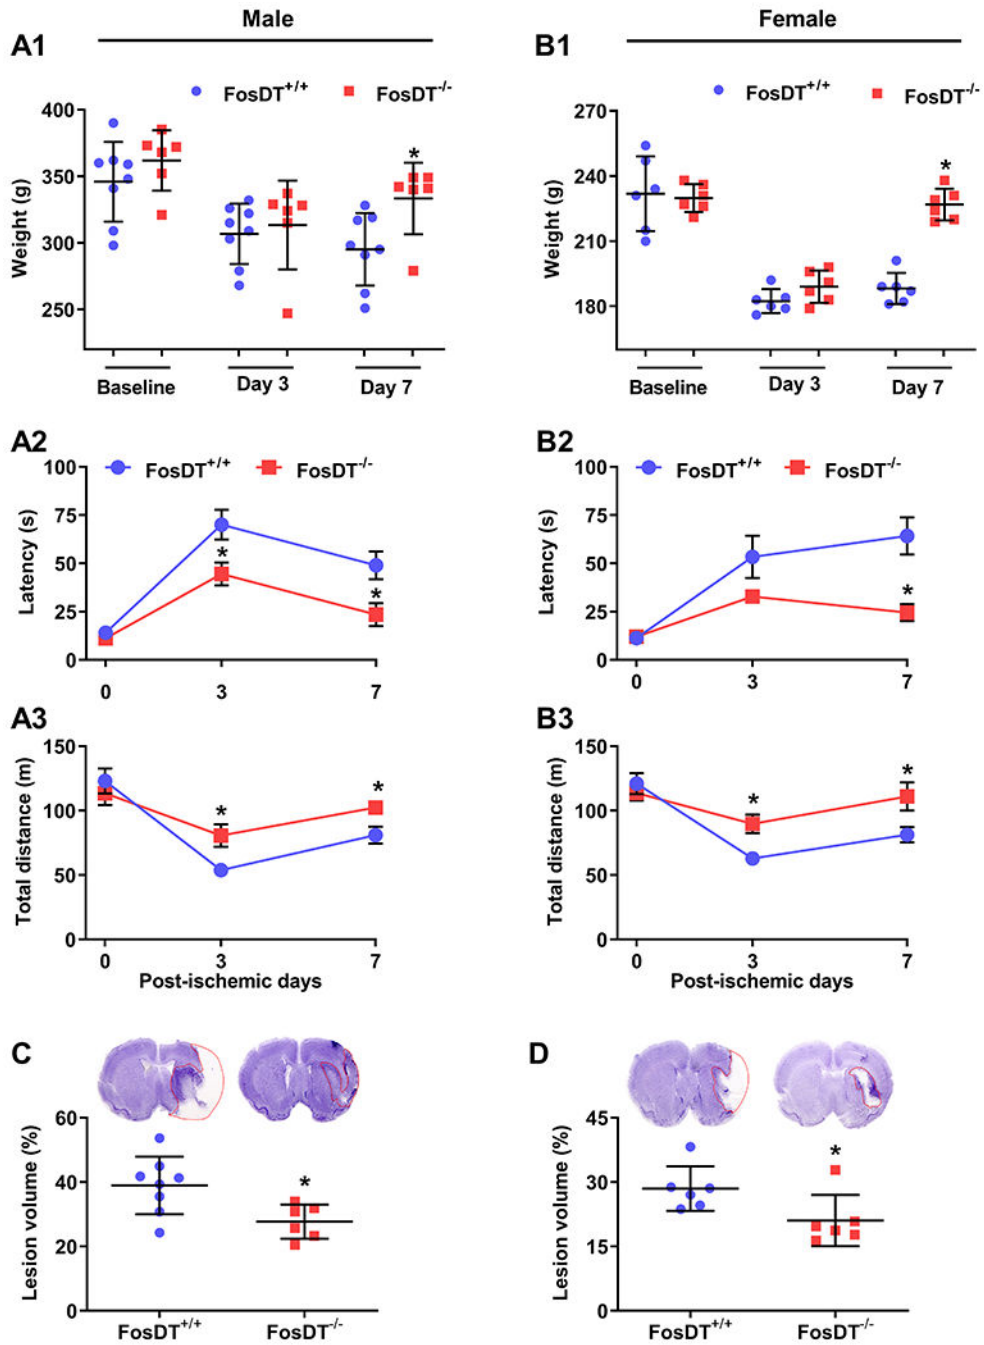 Male
Female
A1
B1
FosDT+/+ FosDT-/-
FosDT+/+ FosDT-/-
Weight (g)
400
350
300
250
Baseline Day 3 Day 7
*
Weight (g)
270
240
210
180
Baseline Day 3 Day 7
*
A2
B2
FosDT+/+ FosDT-/-
FosDT+/+ FosDT-/-
Latency (s)
100
75
50
25
0
0 3 7
*
*
Latency (s)
100
75
50
25
0
0 3 7
*
A3
B3
Total distance (m)
150
100
50
0
0 3 7
*
*
Post-ischemic days
Total distance (m)
150
100
50
0
0 3 7
*
*
Post-ischemic days
C
D
Lesion volume (%)
60
40
20
0
*
FosDT+/+ FosDT-/-
Lesion volume (%)
45
30
15
0
*
FosDT+/+ FosDT-/-